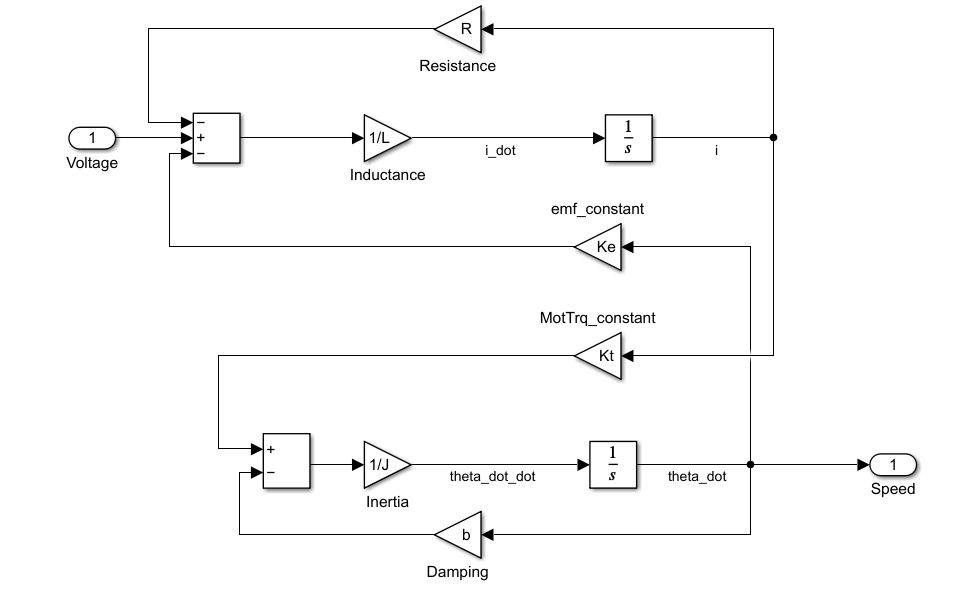 R
Resistance
−
1
+
1/L
1
s
−
i_dot
i
Voltage
Inductance
emf_constant
Ke
MotTrq_constant
Kt
+
−
1/J
1
s
1
theta_dot_dot
theta_dot
Speed
Inertia
b
Damping